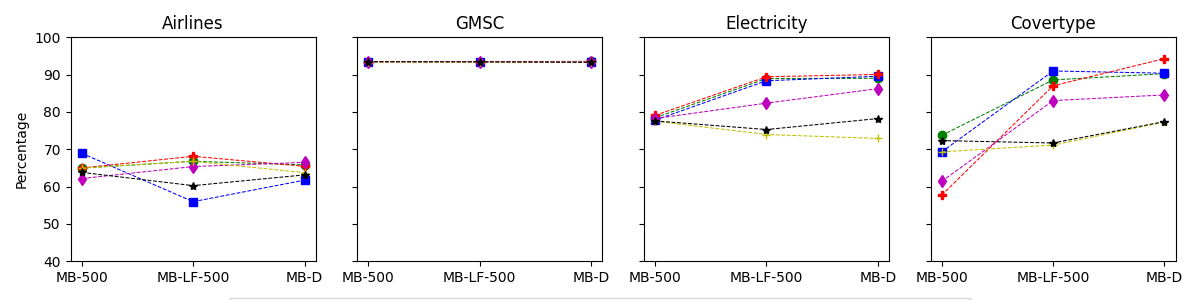 Airlines
GMSC
Electricity
Covertype
Percentage
100
90
80
70
60
50
40
MB-500 MB-LF-500 MB-D
MB-500 MB-LF-500 MB-D
MB-500 MB-LF-500 MB-D
MB-500 MB-LF-500 MB-D